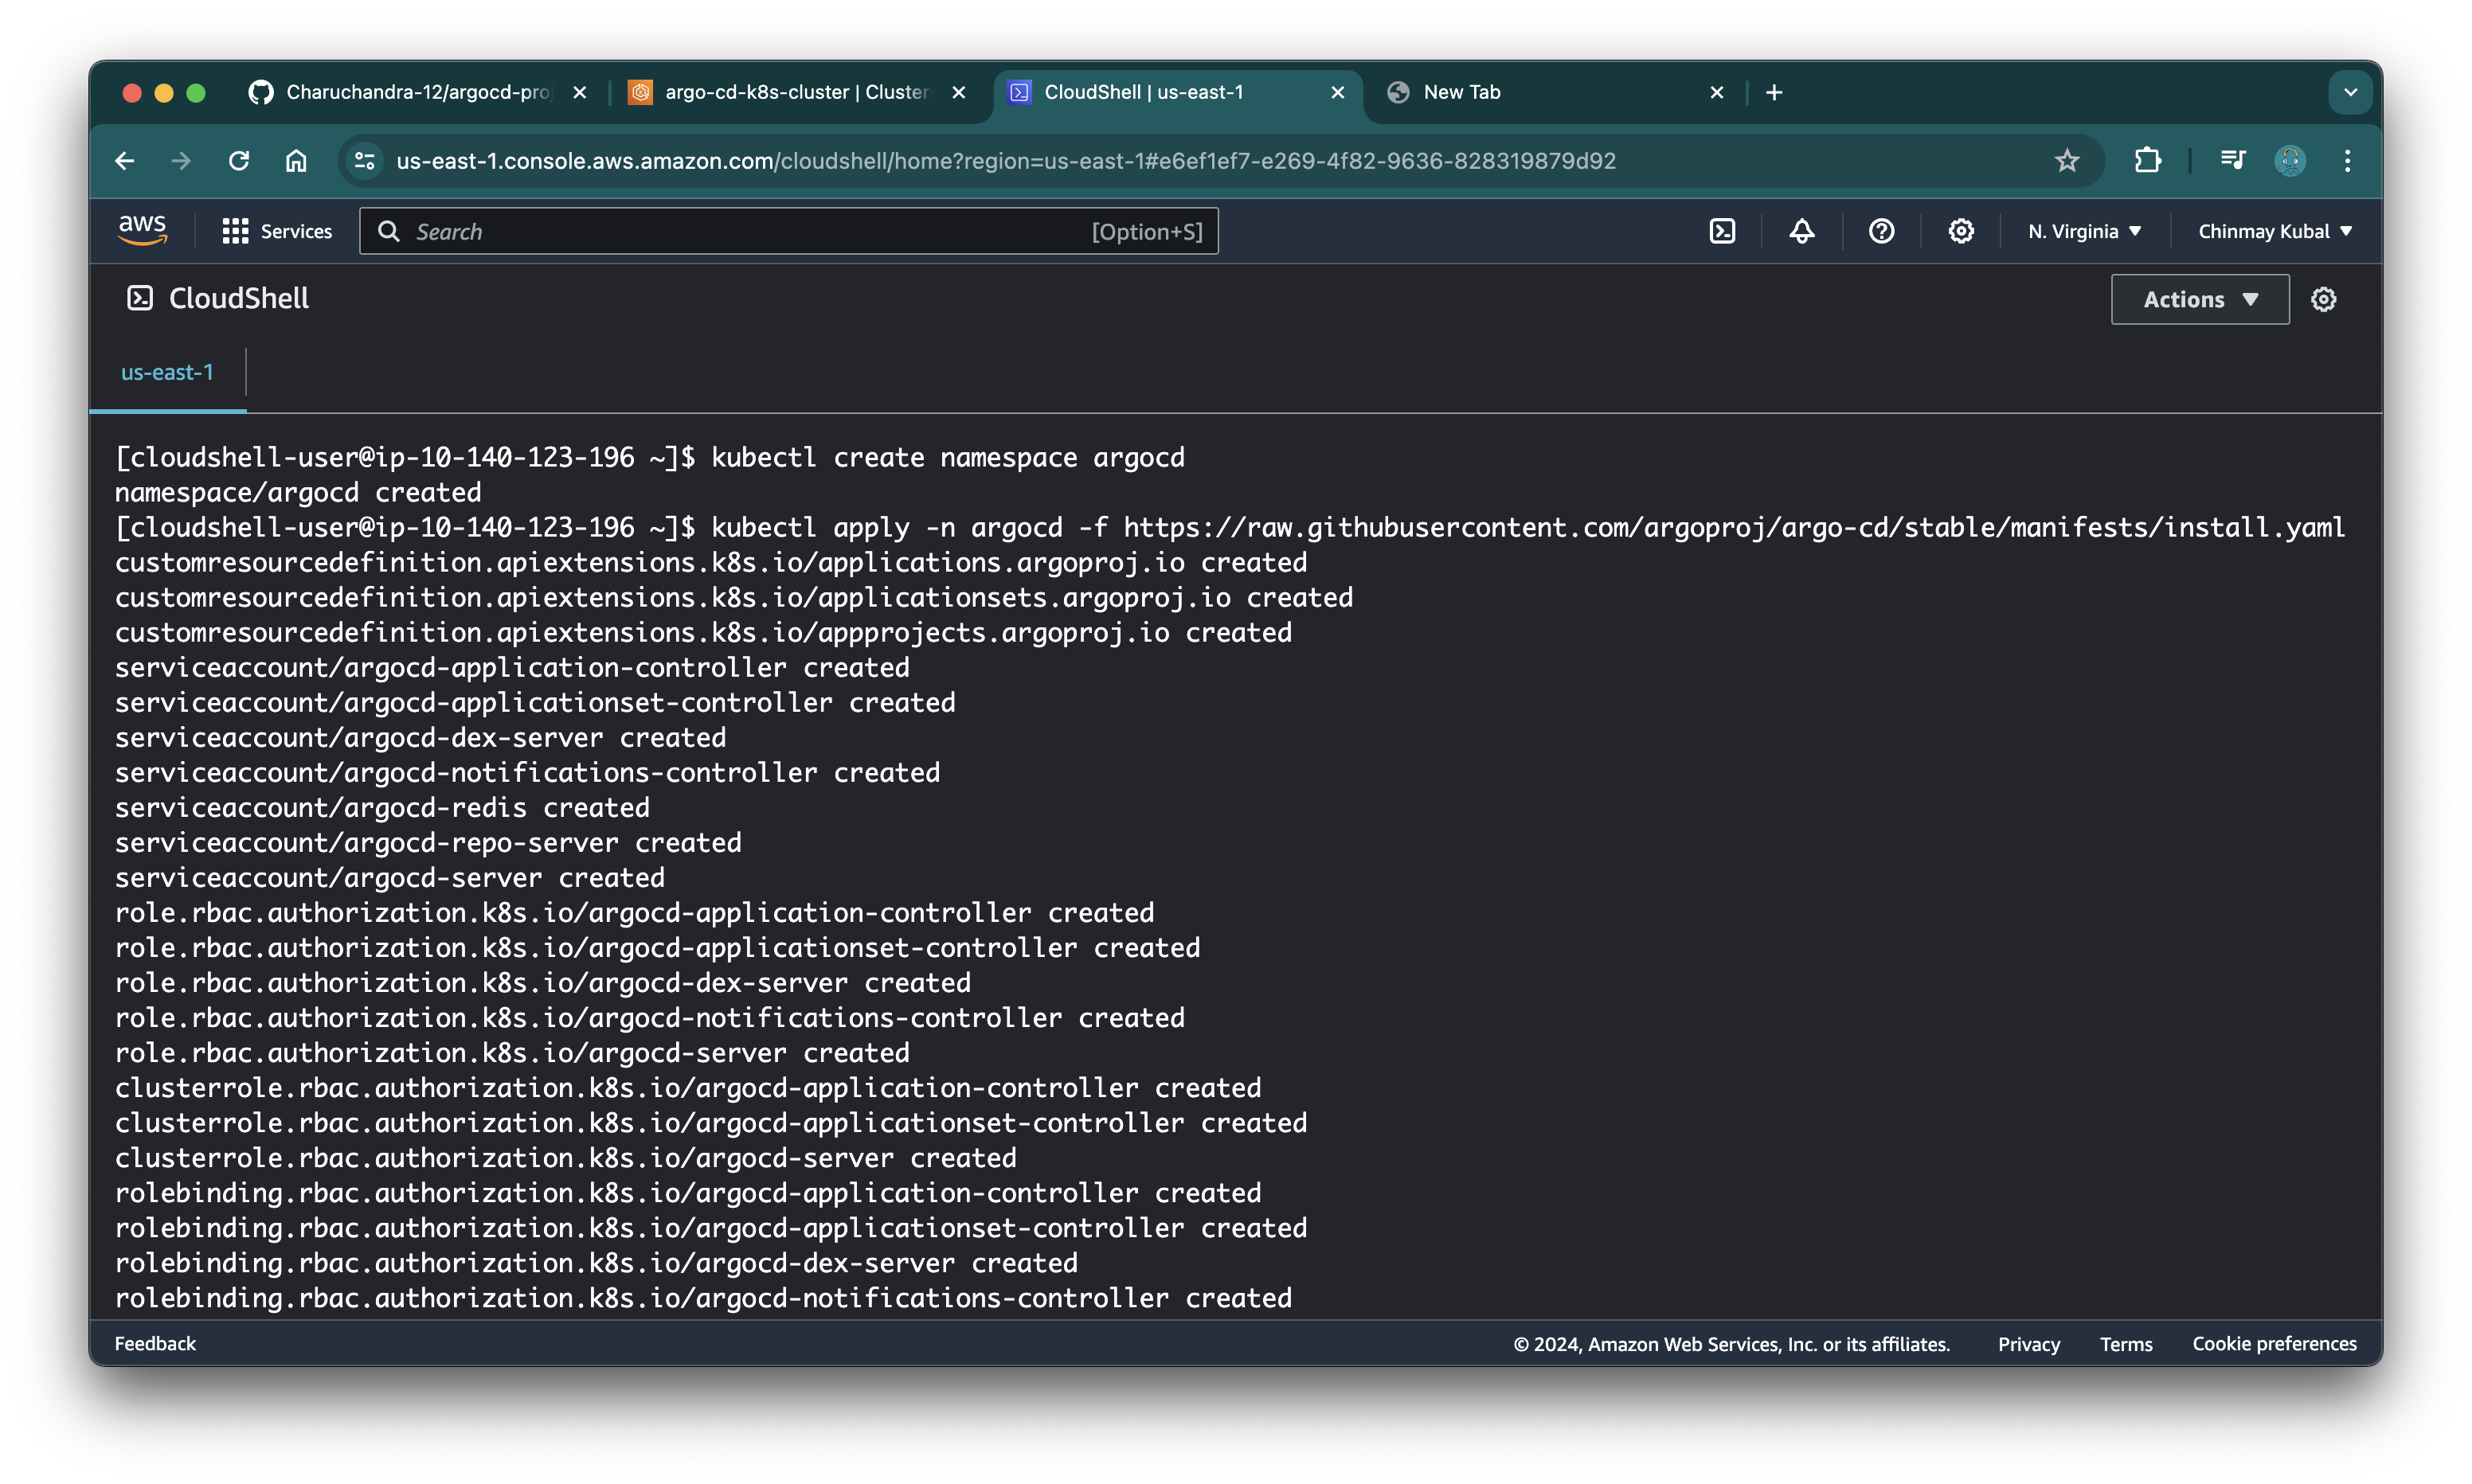 Charuchandra-12/argocd-pro
argo-cd-k8s-cluster | Cluster
CloudShell | us-east-1
New Tab
us-east-1.console.aws.amazon.com/cloudshell/home?region=us-east-1#e6ef1ef7-e269-4f82-9636-828319879d92
aws
Services
Search
[Option+S]
N. Virginia
Chinmay Kubal
CloudShell
Actions
us-east-1
[cloudshell-user@ip-10-140-123-196 ~]$ kubectl create namespace argocd
namespace/argocd created
[cloudshell-user@ip-10-140-123-196 ~]$ kubectl apply -n argocd -f https://raw.githubusercontent.com/argoproj/argo-cd/stable/manifests/install.yaml
customresourcedefinition.apiextensions.k8s.io/applications.argoproj.io created
customresourcedefinition.apiextensions.k8s.io/applicationsets.argoproj.io created
customresourcedefinition.apiextensions.k8s.io/appprojects.argoproj.io created
serviceaccount/argocd-application-controller created
serviceaccount/argocd-applicationset-controller created
serviceaccount/argocd-dex-server created
serviceaccount/argocd-notifications-controller created
serviceaccount/argocd-redis created
serviceaccount/argocd-repo-server created
serviceaccount/argocd-server created
role.rbac.authorization.k8s.io/argocd-application-controller created
role.rbac.authorization.k8s.io/argocd-applicationset-controller created
role.rbac.authorization.k8s.io/argocd-dex-server created
role.rbac.authorization.k8s.io/argocd-notifications-controller created
role.rbac.authorization.k8s.io/argocd-server created
clusterrole.rbac.authorization.k8s.io/argocd-application-controller created
clusterrole.rbac.authorization.k8s.io/argocd-applicationset-controller created
clusterrole.rbac.authorization.k8s.io/argocd-server created
rolebinding.rbac.authorization.k8s.io/argocd-application-controller created
rolebinding.rbac.authorization.k8s.io/argocd-applicationset-controller created
rolebinding.rbac.authorization.k8s.io/argocd-dex-server created
rolebinding.rbac.authorization.k8s.io/argocd-notifications-controller created
Feedback
© 2024, Amazon Web Services, Inc. or its affiliates.
Privacy
Terms
Cookie preferences